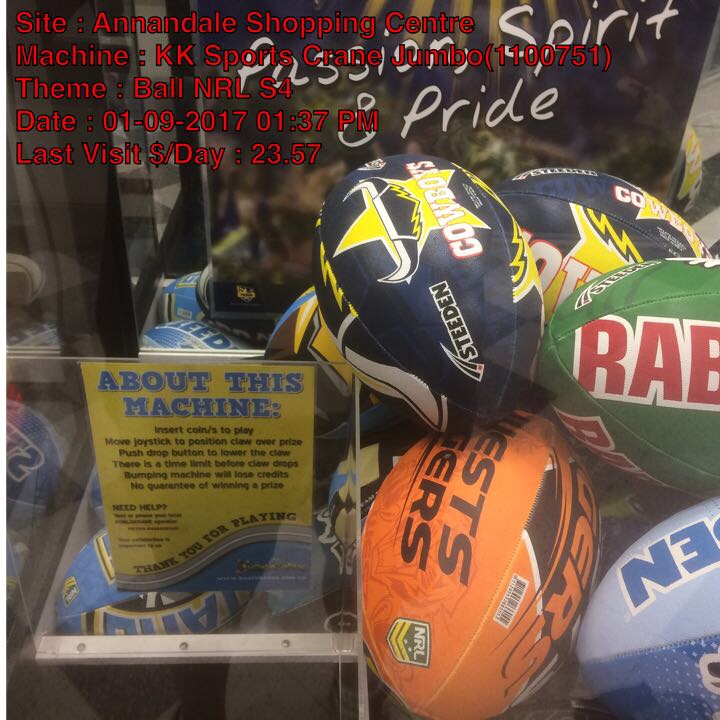 Site : Annandale Shopping Centre
Machine : KK Sports Crane Jumbo(1100751)
Theme : Ball NRL S4
Date : 01-09-2017 01:37 PM
Last Visit $/Day : 23.57
Passion, Spirit
& Pride
COWBOYS
STEEDEN
COW
STEEDEN
RAB
WESTS
TIGERS
NRL
ABOUT THIS
MACHINE:
Insert coin/s to play
Move joystick to position claw over prize
Push drop button to lower the claw
There is a time limit before claw drops
Bumping machine will lose credits
No guarantee of winning a prize
NEED HELP?
THANK YOU FOR PLAYING